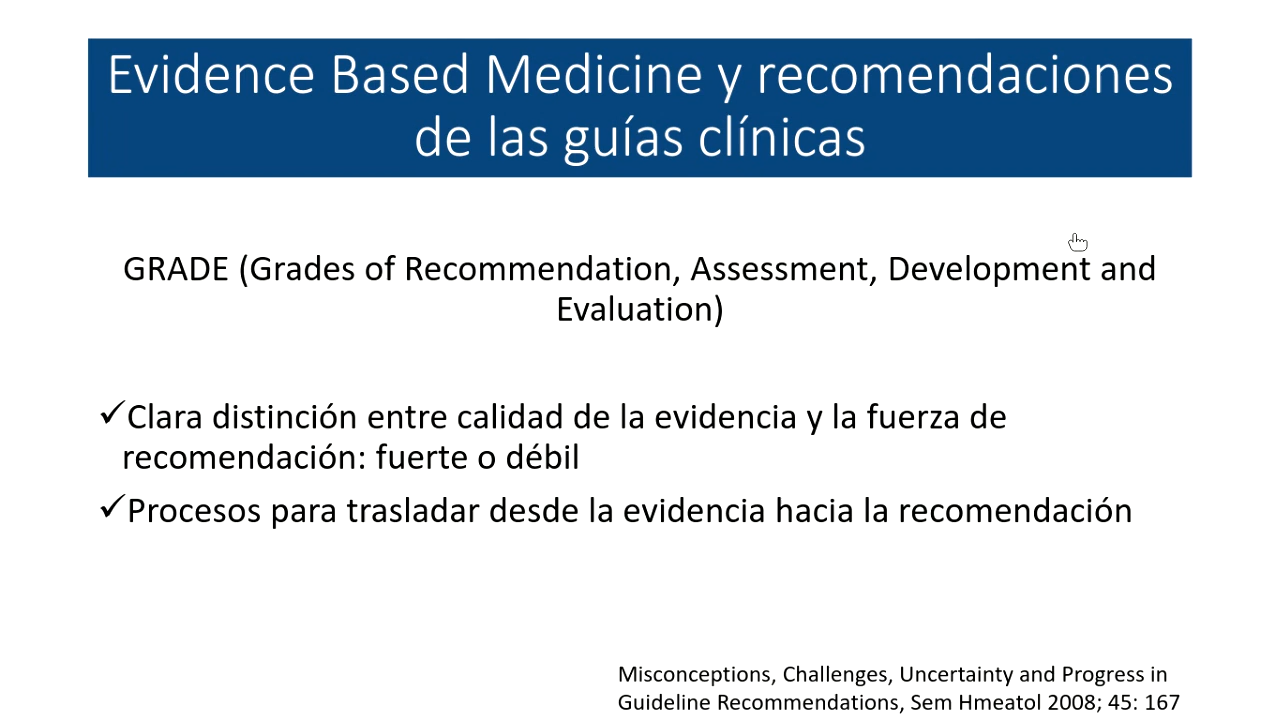 Evidence Based Medicine y recomendaciones
de las guías clínicas
GRADE (Grades of Recommendation, Assessment, Development and
Evaluation)
✓Clara distinción entre calidad de la evidencia y la fuerza de
recomendación: fuerte o débil
✓Procesos para trasladar desde la evidencia hacia la recomendación
Misconceptions, Challenges, Uncertainty and Progress in
Guideline Recommendations, Sem Hmeatol 2008; 45: 167